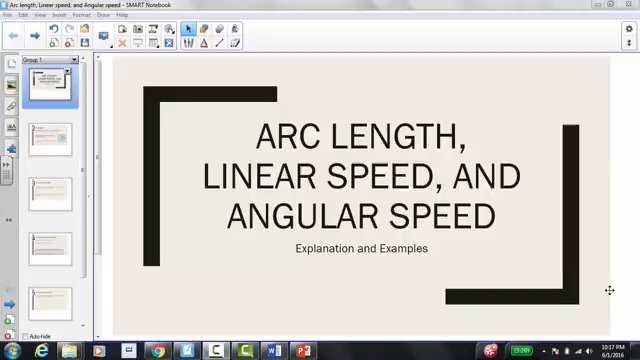 Arc length, Linear speed, and Angular speed - SMART Notebook
File Edit View Insert Format Draw Help
Group 1
ARC LENGTH,
LINEAR SPEED, AND
ANGULAR SPEED
Explanation and Examples
Auto-hide
10:17 PM
6/1/2016